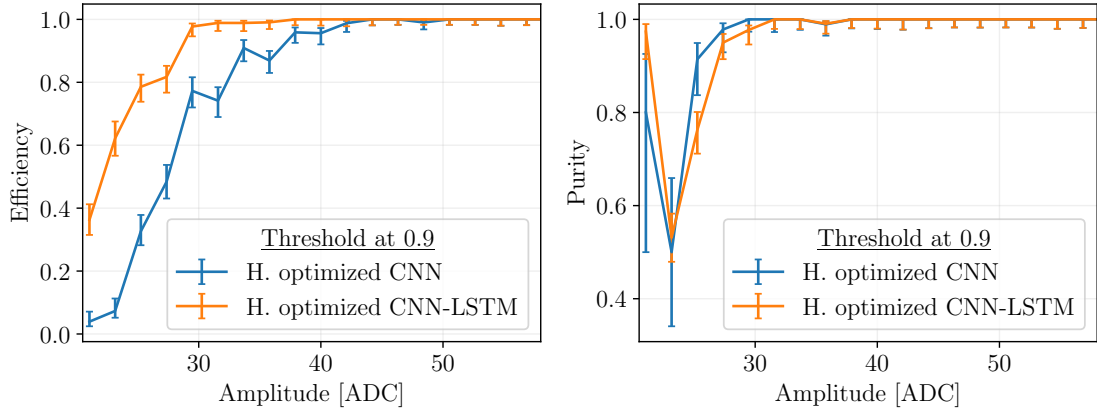 Efficiency
1.0
0.8
0.6
0.4
0.2
0.0
30
40
50
Amplitude [ADC]
Threshold at 0.9
H. optimized CNN
H. optimized CNN-LSTM
Purity
1.0
0.8
0.6
0.4
30
40
50
Amplitude [ADC]
Threshold at 0.9
H. optimized CNN
H. optimized CNN-LSTM